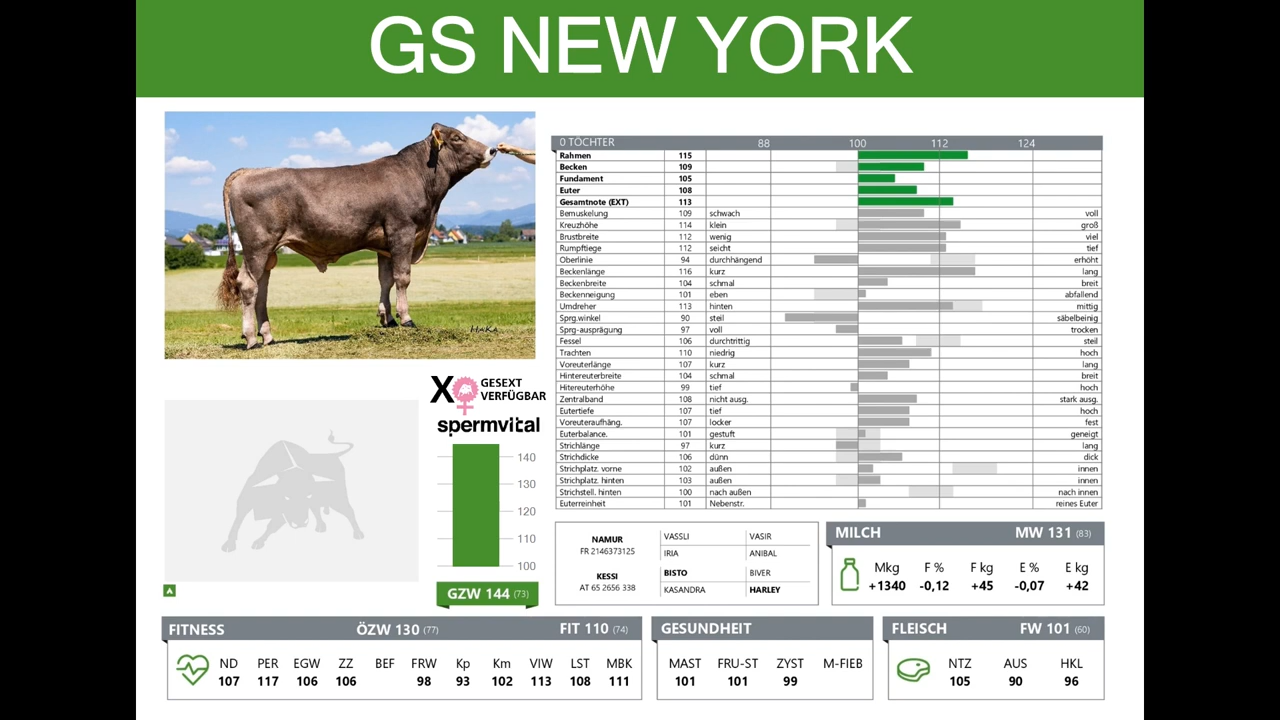 GS NEW YORK
HaKa
0 TÖCHTER 88 100 112 124
Rahmen 115
Becken 109
Fundament 105
Euter 108
Gesamtnote (EXT) 113
Bemuskelung 109 schwach voll
Kreuzhöhe 114 klein groß
Brustbreite 112 wenig viel
Rumpftiege 112 seicht tief
Oberlinie 94 durchhängend erhöht
Beckenlänge 116 kurz lang
Beckenbreite 104 schmal breit
Beckenneigung 101 eben abfallend
Umdreher 113 hinten mittig
Sprg.winkel 90 steil säbelbeinig
Sprg-ausprägung 97 voll trocken
Fessel 106 durchtrittig steil
Trachten 110 niedrig hoch
Voreuterlänge 107 kurz lang
Hintereuterbreite 104 schmal breit
Hitereuterhöhe 99 tief hoch
Zentralband 108 nicht ausg. stark ausg.
Eutertiefe 107 tief hoch
Voreuteraufhäng. 107 locker fest
Euterbalance. 101 gestuft geneigt
Strichlänge 97 kurz lang
Strichdicke 106 dünn dick
Strichplatz. vorne 102 außen innen
Strichplatz. hinten 103 außen innen
Strichstell. hinten 100 nach außen nach innen
Euterreinheit 101 Nebenstr. reines Euter
X GESEXT
VERFÜGBAR
spermvital
140
130
120
110
100
GZW 144 (73)
NAMUR
FR 2146373125
KESSI
AT 65 2656 338
VASSLI VASIR
IRIA ANIBAL
BISTO BIVER
KASANDRA HARLEY
MILCH MW 131 (83)
Mkg F % F kg E % E kg
+1340 -0,12 +45 -0,07 +42
FITNESS ÖZW 130 (77) FIT 110 (74)
ND PER EGW ZZ BEF FRW Kp Km VIW LST MBK
107 117 106 106 98 93 102 113 108 111
GESUNDHEIT
MAST FRU-ST ZYST M-FIEB
101 101 99
FLEISCH FW 101 (60)
NTZ AUS HKL
105 90 96